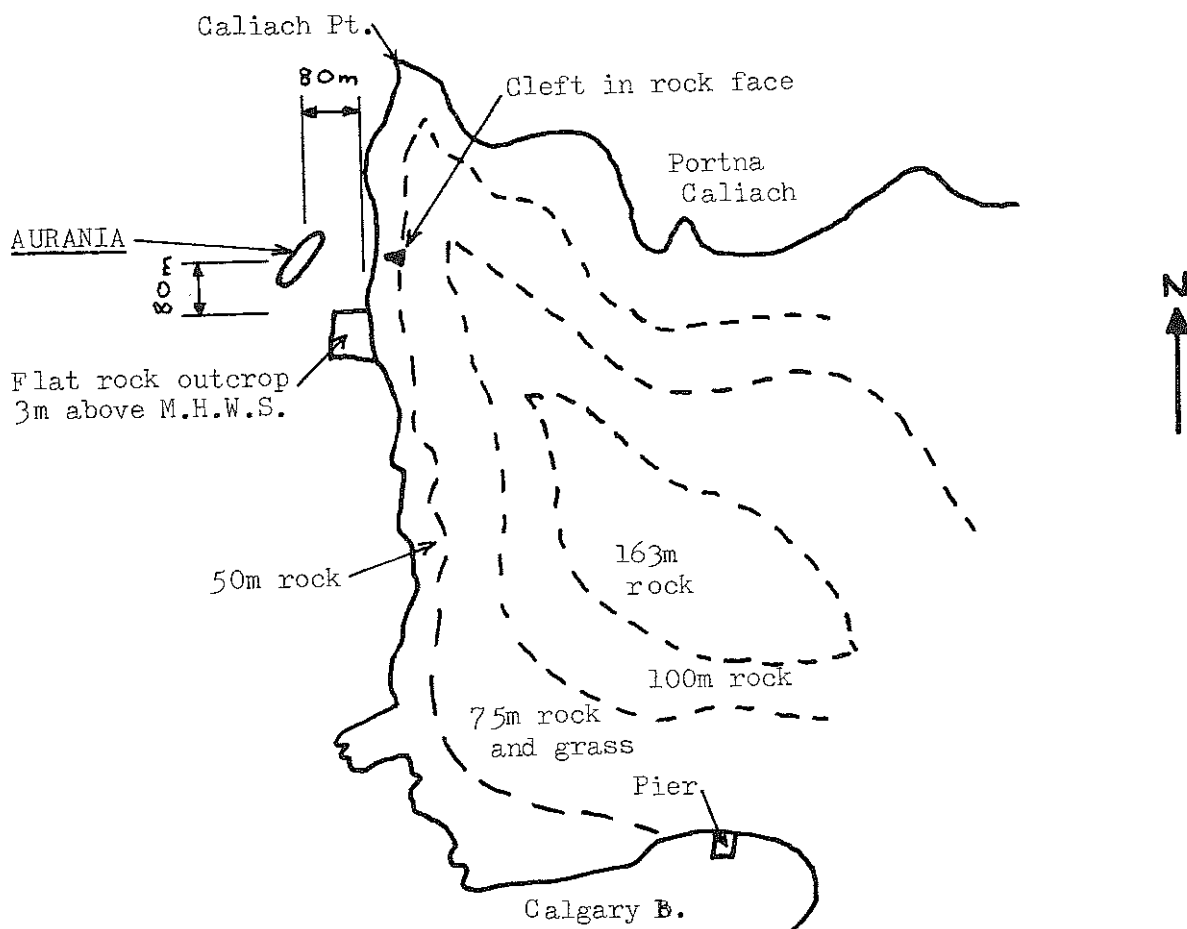 Caliach Pt.
80m
Cleft in rock face
Portna
Caliach
AURANIA
80m
N
Flat rock outcrop
3m above M.H.W.S.
50m rock
163m
rock
100m rock
75m rock
and grass
Pier
Calgary B.